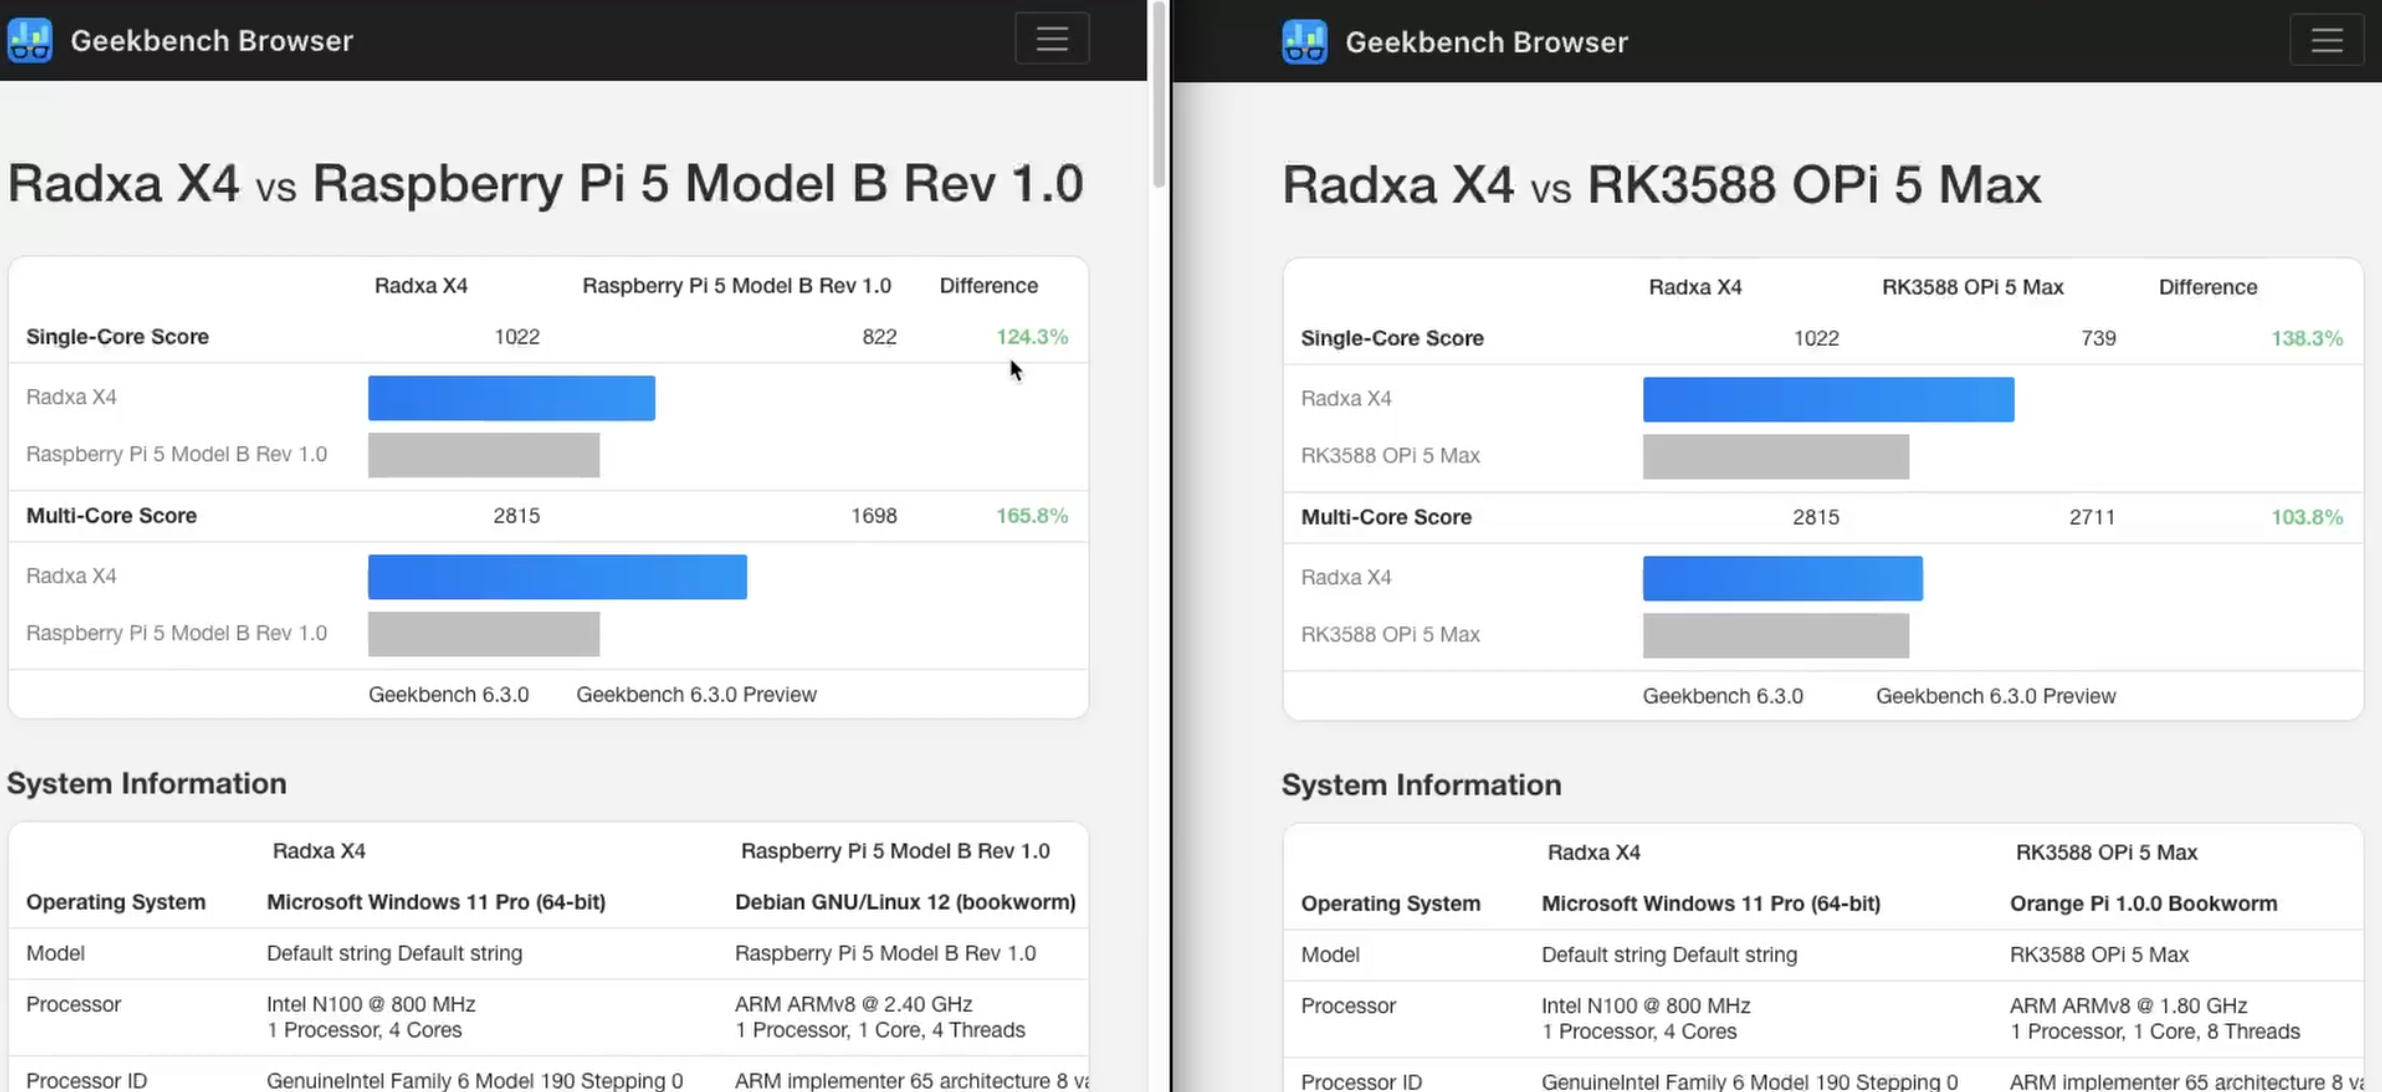 Geekbench Browser
Radxa X4 vs Raspberry Pi 5 Model B Rev 1.0
Radxa X4 Raspberry Pi 5 Model B Rev 1.0 Difference
Single-Core Score 1022 822 124.3%
Radxa X4
Raspberry Pi 5 Model B Rev 1.0
Multi-Core Score 2815 1698 165.8%
Radxa X4
Raspberry Pi 5 Model B Rev 1.0
Geekbench 6.3.0 Geekbench 6.3.0 Preview
System Information
Radxa X4 Raspberry Pi 5 Model B Rev 1.0
Operating System Microsoft Windows 11 Pro (64-bit) Debian GNU/Linux 12 (bookworm)
Model Default string Default string Raspberry Pi 5 Model B Rev 1.0
Processor Intel N100 @ 800 MHz ARM ARMv8 @ 2.40 GHz
1 Processor, 4 Cores 1 Processor, 1 Core, 4 Threads
Processor ID GenuineIntel Family 6 Model 190 Stepping 0 ARM implementer 65 architecture 8
Geekbench Browser
Radxa X4 vs RK3588 OPi 5 Max
Radxa X4 RK3588 OPi 5 Max Difference
Single-Core Score 1022 739 138.3%
Radxa X4
RK3588 OPi 5 Max
Multi-Core Score 2815 2711 103.8%
Radxa X4
RK3588 OPi 5 Max
Geekbench 6.3.0 Geekbench 6.3.0 Preview
System Information
Radxa X4 RK3588 OPi 5 Max
Operating System Microsoft Windows 11 Pro (64-bit) Orange Pi 1.0.0 Bookworm
Model Default string Default string RK3588 OPi 5 Max
Processor Intel N100 @ 800 MHz ARM ARMv8 @ 1.80 GHz
1 Processor, 4 Cores 1 Processor, 1 Core, 8 Threads
Processor ID GenuineIntel Family 6 Model 190 Stepping 0 ARM implementer 65 architecture 8